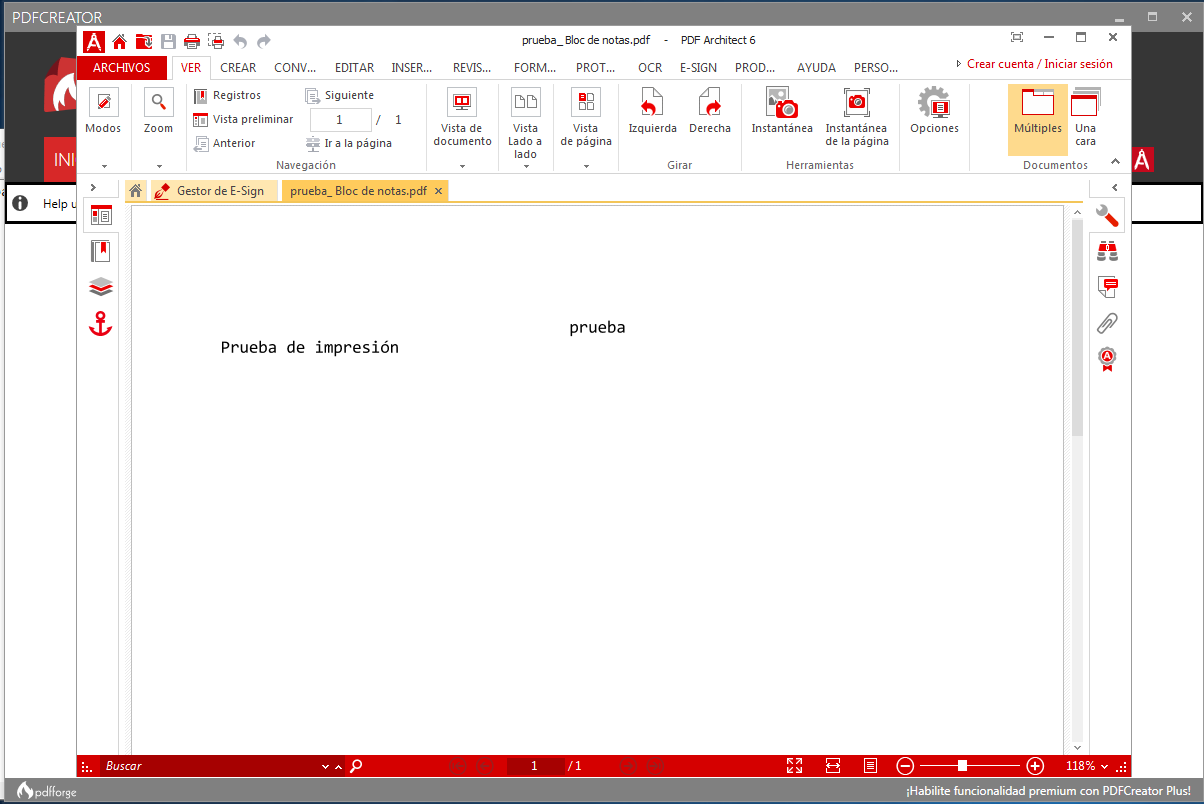 PDFCREATOR
prueba_ Bloc de notas.pdf - PDF Architect 6
ARCHIVOS VER CREAR CONV... EDITAR INSER... REVIS... FORM... PROT... OCR E-SIGN PROD... AYUDA PERSO... Crear cuenta / Iniciar sesión
Modos
Zoom
Registros
Vista preliminar
Anterior
Siguiente
1 / 1
Ir a la página
Navegación
Vista de
documento
Vista
Lado a
lado
Vista
de página
Izquierda
Derecha
Girar
Instantánea
Instantánea
de la página
Herramientas
Opciones
Múltiples
Una
cara
Documentos
INI
Help u
Gestor de E-Sign
prueba_ Bloc de notas.pdf ×
prueba
Prueba de impresión
Buscar
1 / 1
118%
pdfforge
¡Habilite funcionalidad premium con PDFCreator Plus!